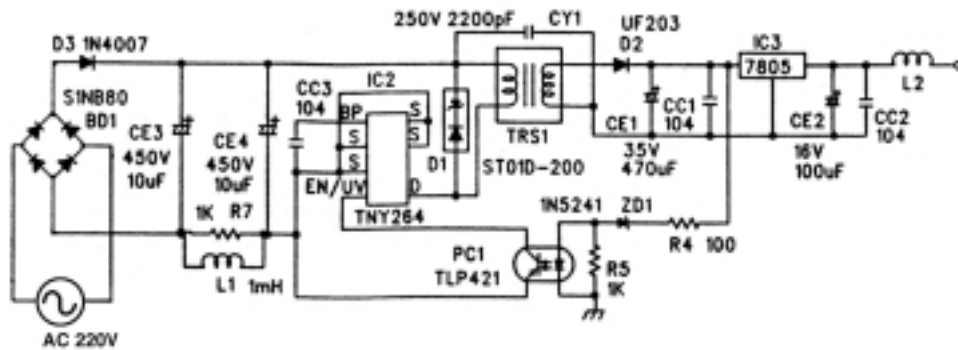 250V 2200pF
CY1
D3 1N4007
UF203
D2
IC3
7805
L2
S1NB80
BD1
IC2
CC3
104
BP
S
S
S
S
EN/UV
D
TNY264
CE3
450V
10uF
CE4
450V
10uF
D1
TRS1
ST01D-200
CE1
35V
470uF
CC1
104
CE2
16V
100uF
CC2
104
1K R7
L1 1mH
1N5241 ZD1
R4 100
PC1
TLP421
R5
1K
AC 220V